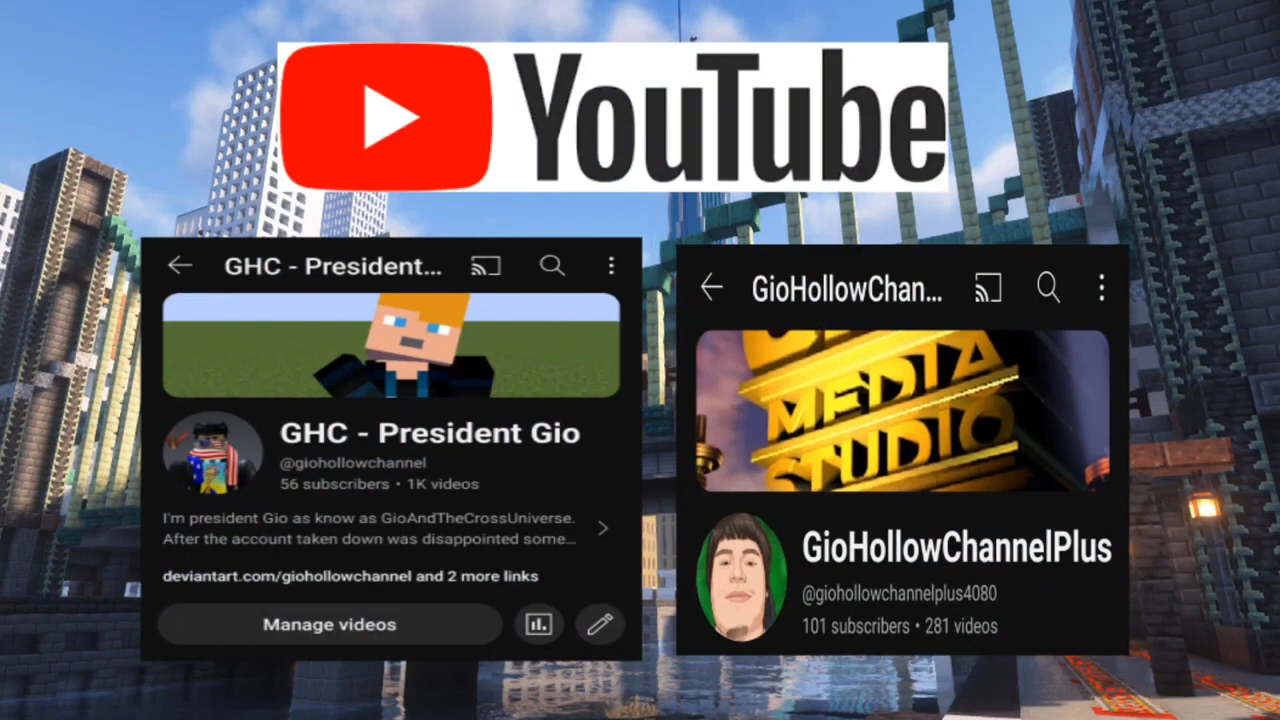 YouTube
GHC - President...
GHC - President Gio
@giohollowchannel
56 subscribers • 1K videos
I'm president Gio as know as GioAndTheCrossUniverse.
After the account taken down was disappointed some...
deviantart.com/giohollowchannel and 2 more links
Manage videos
GioHollowChan...
MEDIA
STUDIO
GioHollowChannelPlus
@giohollowchannelplus4080
101 subscribers • 281 videos